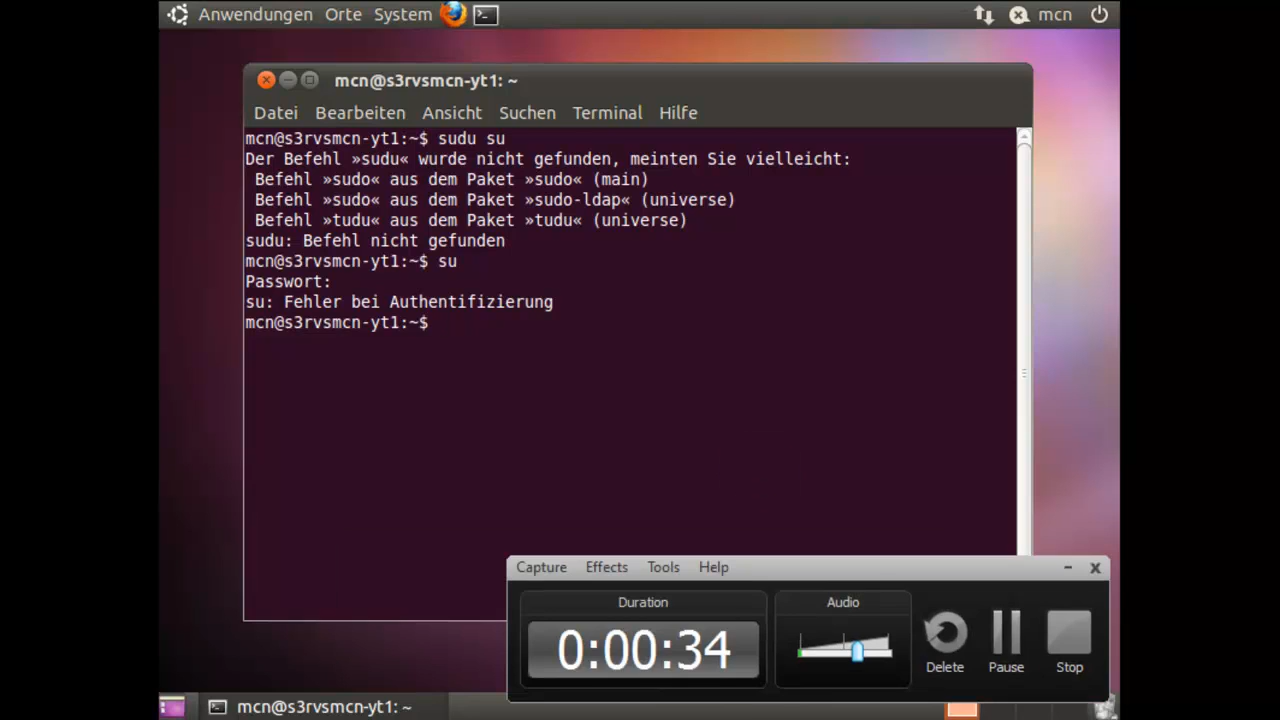 Anwendungen Orte System mcn
mcn@s3rvsmcn-yt1: ~
Datei Bearbeiten Ansicht Suchen Terminal Hilfe
mcn@s3rvsmcn-yt1:~$ sudu su
Der Befehl »sudu« wurde nicht gefunden, meinten Sie vielleicht:
Befehl »sudo« aus dem Paket »sudo« (main)
Befehl »sudo« aus dem Paket »sudo-ldap« (universe)
Befehl »tudu« aus dem Paket »tudu« (universe)
sudu: Befehl nicht gefunden
mcn@s3rvsmcn-yt1:~$ su
Passwort:
su: Fehler bei Authentifizierung
mcn@s3rvsmcn-yt1:~$
Capture Effects Tools Help
Duration Audio
0:00:34
Delete Pause Stop
mcn@s3rvsmcn-yt1: ~